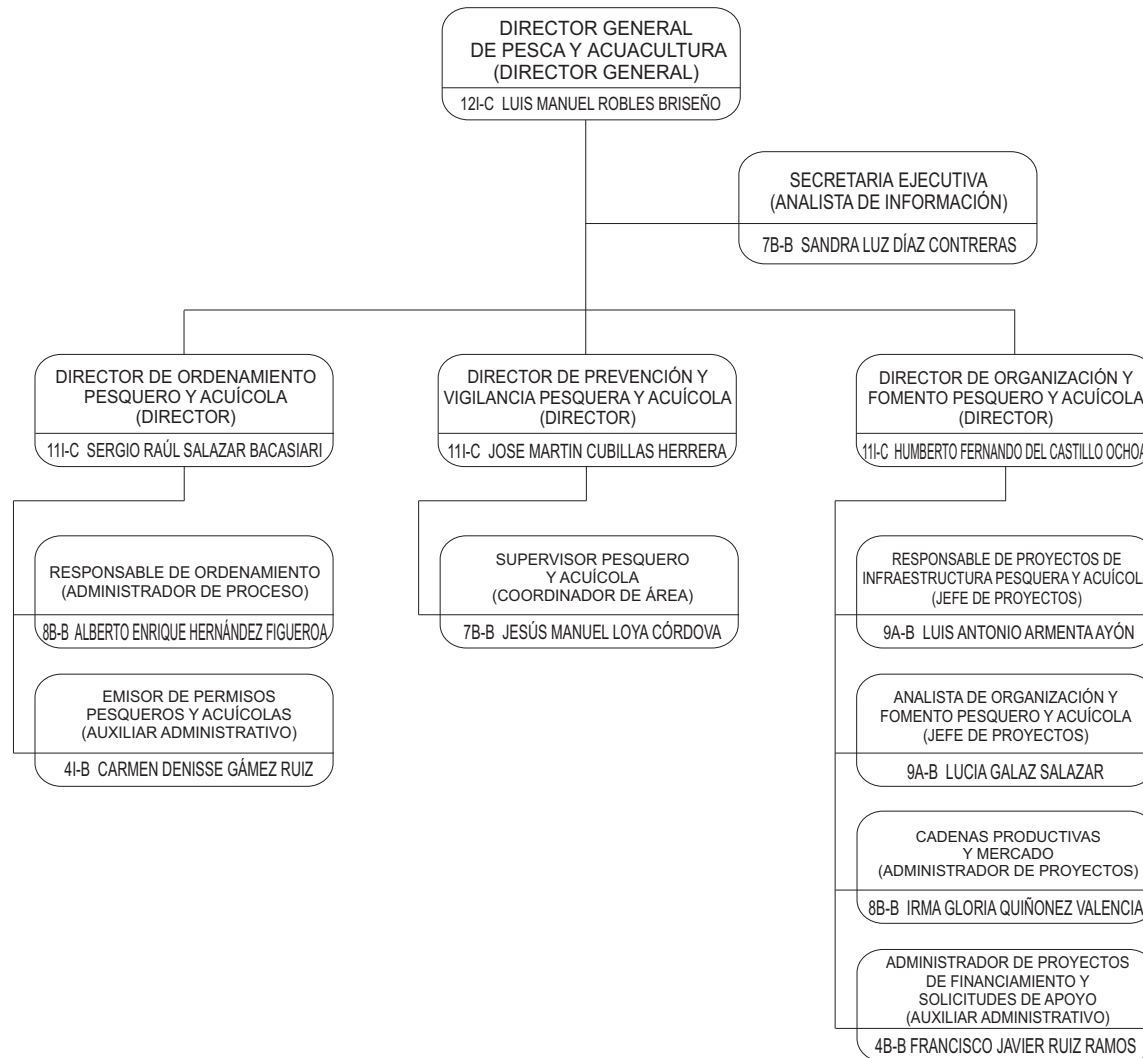 DIRECTOR GENERAL
DE PESCA Y ACUACULTURA
(DIRECTOR GENERAL)
12I-C LUIS MANUEL ROBLES BRISEÑO
SECRETARIA EJECUTIVA
(ANALISTA DE INFORMACIÓN)
7B-B SANDRA LUZ DÍAZ CONTRERAS
DIRECTOR DE ORDENAMIENTO
PESQUERO Y ACUÍCOLA
(DIRECTOR)
11I-C SERGIO RAÚL SALAZAR BACASIARI
DIRECTOR DE PREVENCIÓN Y
VIGILANCIA PESQUERA Y ACUÍCOLA
(DIRECTOR)
11I-C JOSE MARTIN CUBILLAS HERRERA
DIRECTOR DE ORGANIZACIÓN Y
FOMENTO PESQUERO Y ACUÍCOLA
(DIRECTOR)
11I-C HUMBERTO FERNANDO DEL CASTILLO OCHOA
RESPONSABLE DE ORDENAMIENTO
(ADMINISTRADOR DE PROCESO)
8B-B ALBERTO ENRIQUE HERNÁNDEZ FIGUEROA
EMISOR DE PERMISOS
PESQUEROS Y ACUÍCOLAS
(AUXILIAR ADMINISTRATIVO)
4I-B CARMEN DENISSE GÁMEZ RUIZ
SUPERVISOR PESQUERO
Y ACUÍCOLA
(COORDINADOR DE ÁREA)
7B-B JESÚS MANUEL LOYA CÓRDOVA
RESPONSABLE DE PROYECTOS DE
INFRAESTRUCTURA PESQUERA Y ACUÍCOL
(JEFE DE PROYECTOS)
9A-B LUIS ANTONIO ARMENTA AYÓN
ANALISTA DE ORGANIZACIÓN Y
FOMENTO PESQUERO Y ACUÍCOLA
(JEFE DE PROYECTOS)
9A-B LUCIA GALAZ SALAZAR
CADENAS PRODUCTIVAS
Y MERCADO
(ADMINISTRADOR DE PROYECTOS)
8B-B IRMA GLORIA QUIÑONEZ VALENCIA
ADMINISTRADOR DE PROYECTOS
DE FINANCIAMIENTO Y
SOLICITUDES DE APOYO
(AUXILIAR ADMINISTRATIVO)
4B-B FRANCISCO JAVIER RUIZ RAMOS